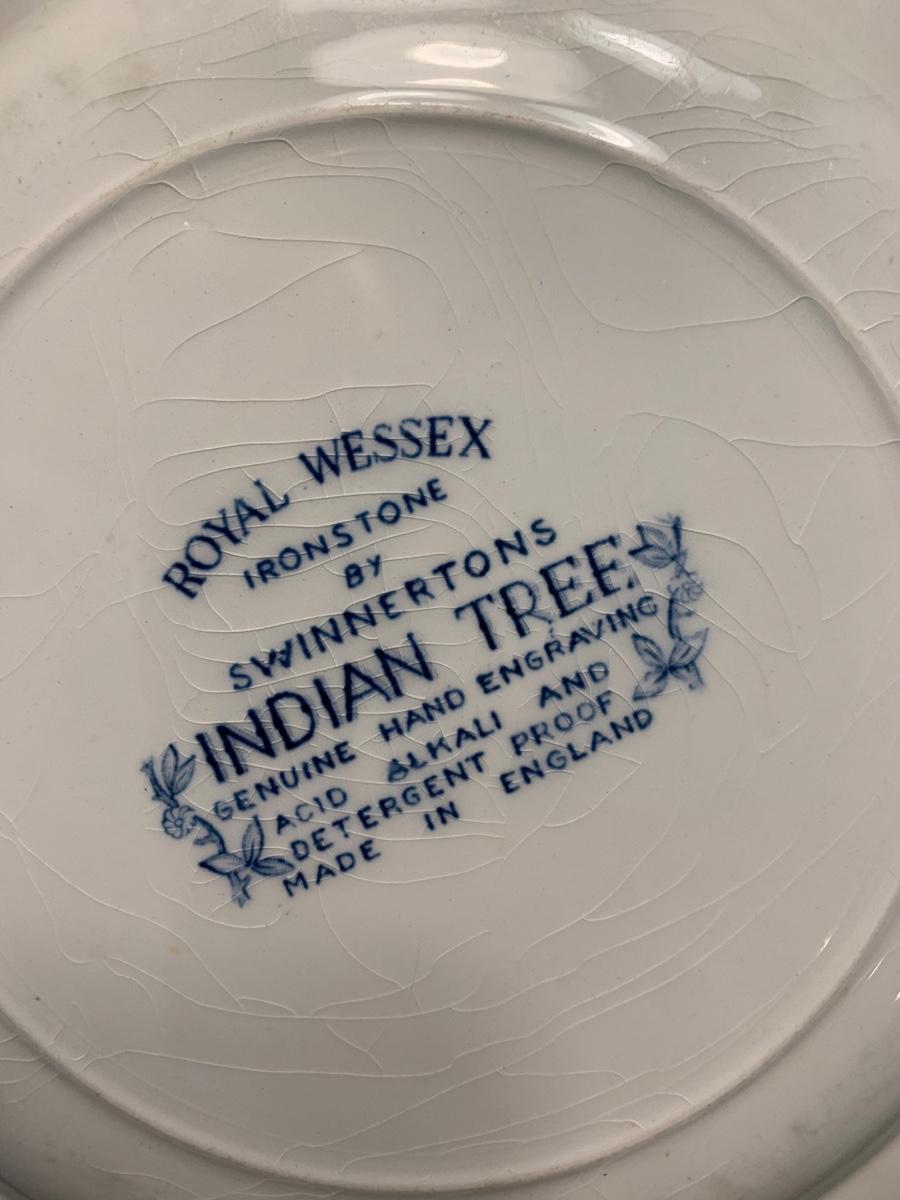 ROYAL WESSEX
IRONSTONE
BY
SWINNERTONS
INDIAN TREE
GENUINE HAND ENGRAVING
ACID ALKALI AND
DETERGENT PROOF
MADE IN ENGLAND